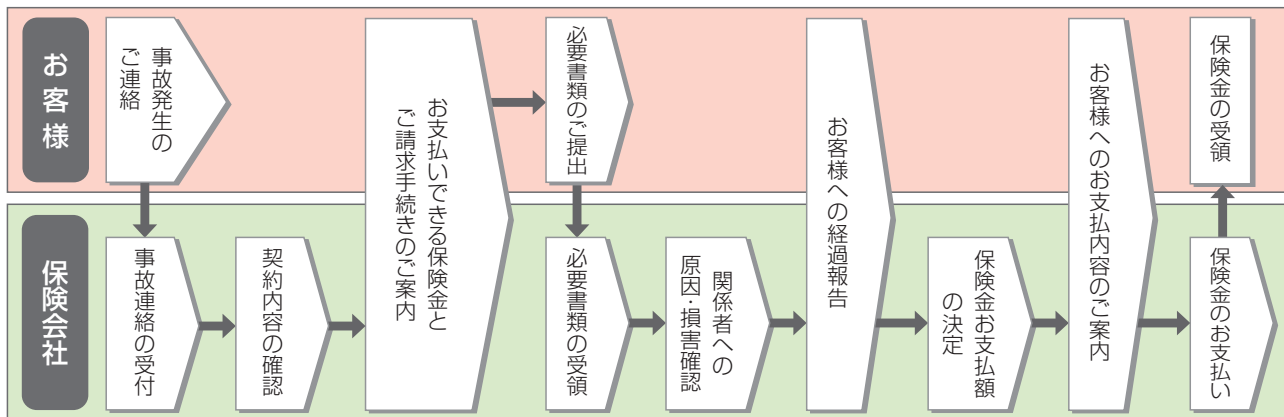 お客様
事故発生の
ご連絡
お支払いできる保険金と
ご請求手続きのご案内
必要書類のご提出
お客様への経過報告
お客様へのお支払内容のご案内
保険金の受領
保険会社
事故連絡の受付
契約内容の確認
必要書類の受領
関係者への
原因・損害確認
保険金お支払額
の決定
保険金のお支払い